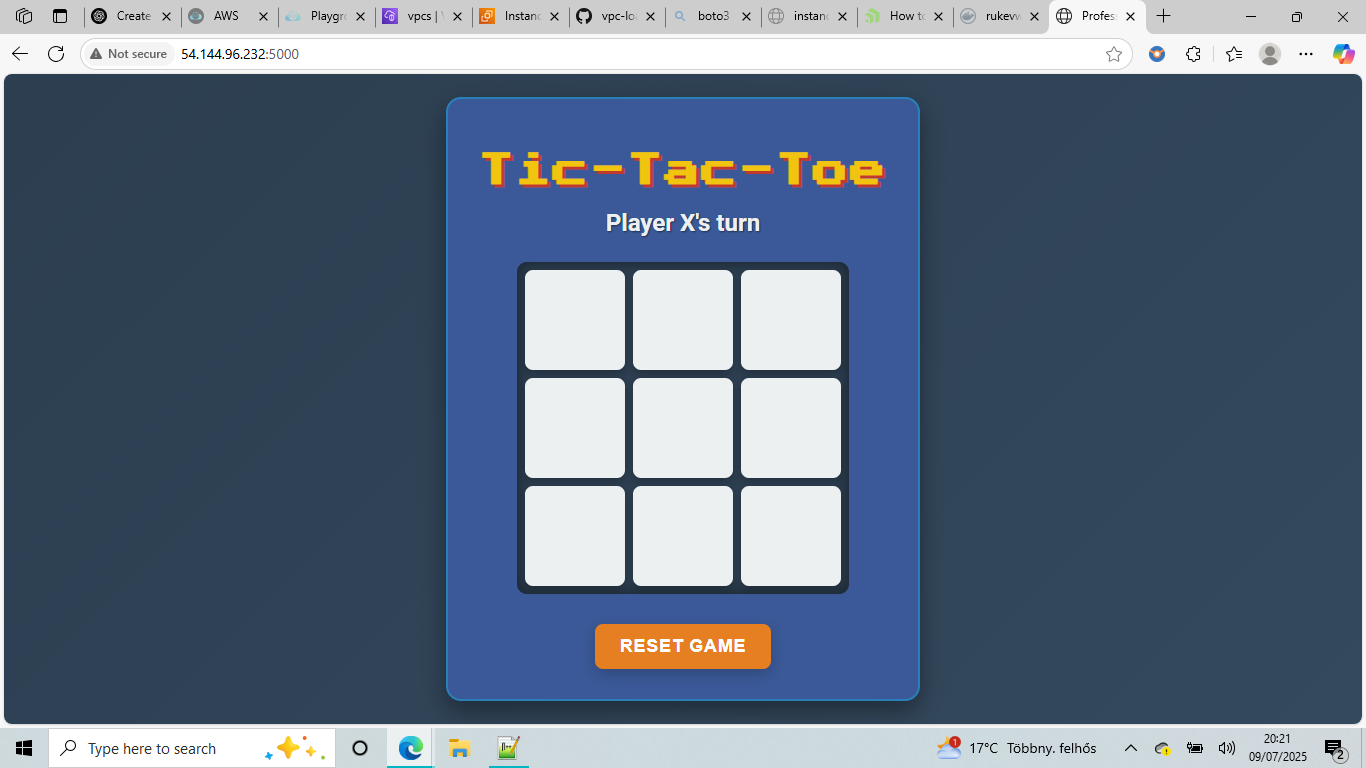 Create
AWS
Playgr
vpcs | V
Instanc
vpc-loa
boto3
instanc
How to
rukevw
Profes
Not secure
54.144.96.232:5000
Tic-Tac-Toe
Player X's turn
RESET GAME
Type here to search
1
17°C Többny. felhős
20:21
09/07/2025
2